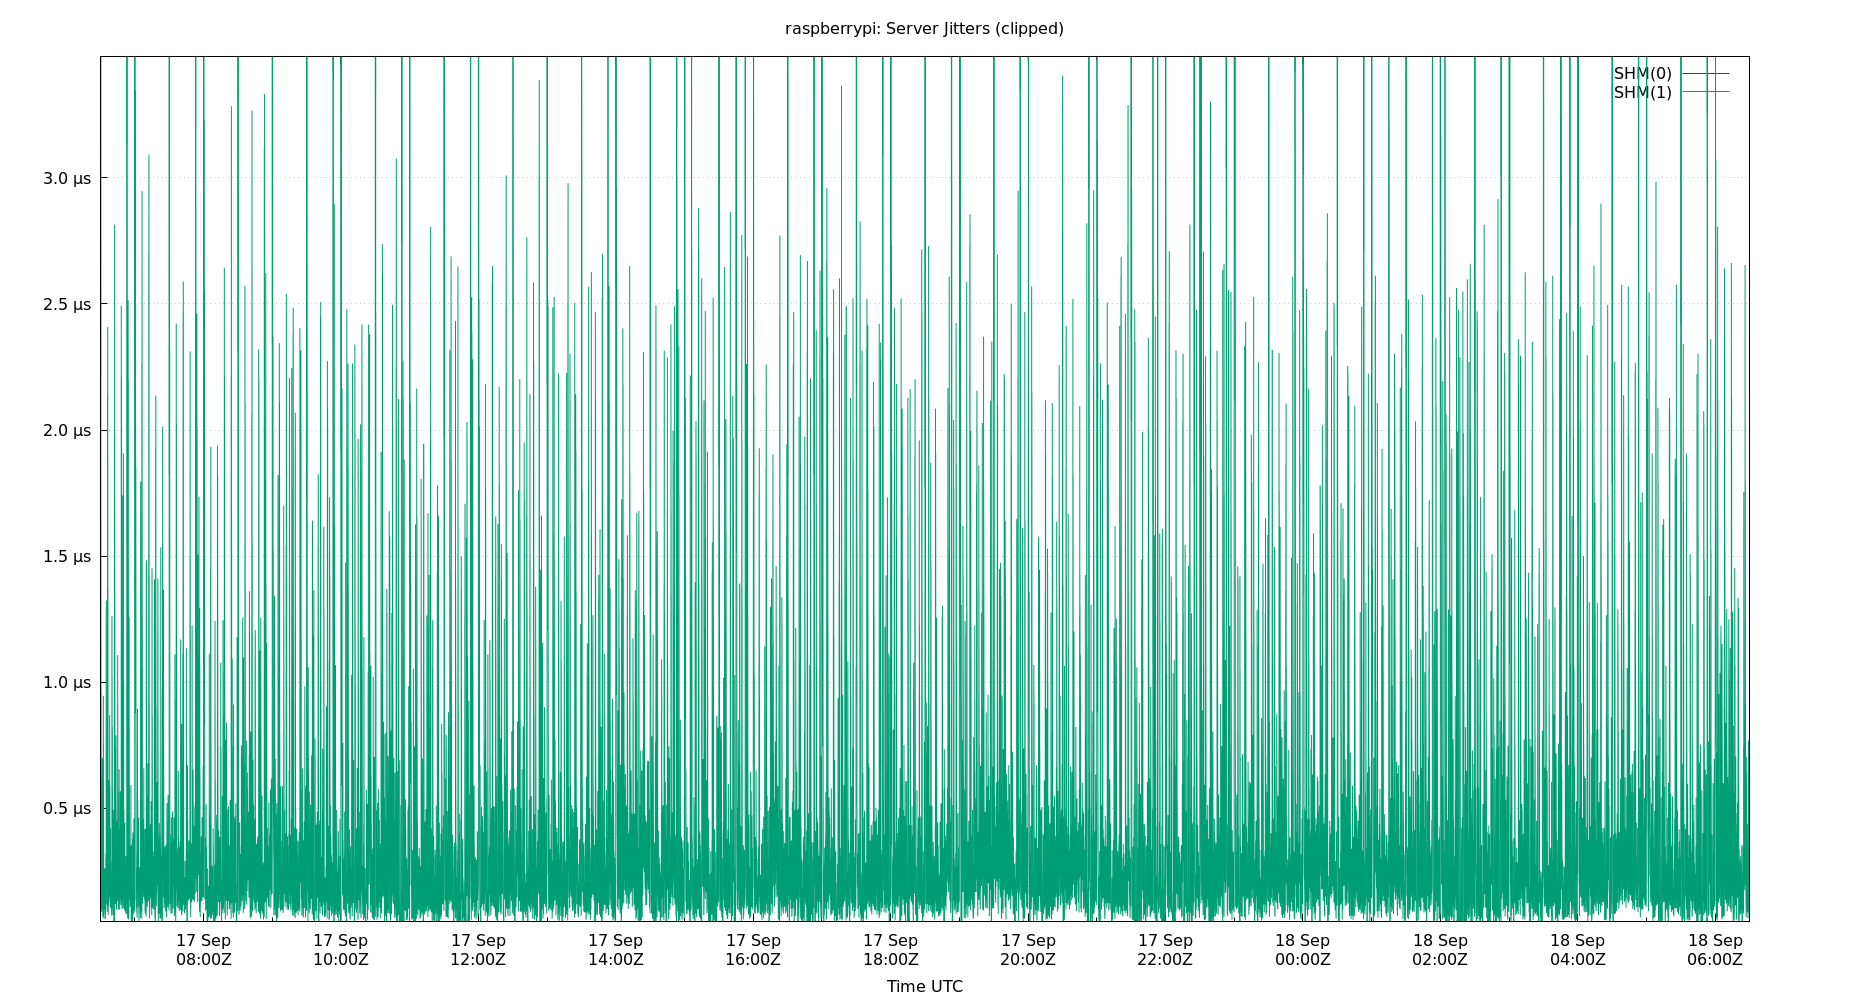 raspberrypi: Server Jitters (clipped)
SHM(0)
SHM(1)
3.0 µs
2.5 µs
2.0 µs
1.5 µs
1.0 µs
0.5 µs
17 Sep 17 Sep 17 Sep 17 Sep 17 Sep 17 Sep 17 Sep 17 Sep 18 Sep 18 Sep 18 Sep 18 Sep
08:00Z 10:00Z 12:00Z 14:00Z 16:00Z 18:00Z 20:00Z 22:00Z 00:00Z 02:00Z 04:00Z 06:00Z
Time UTC